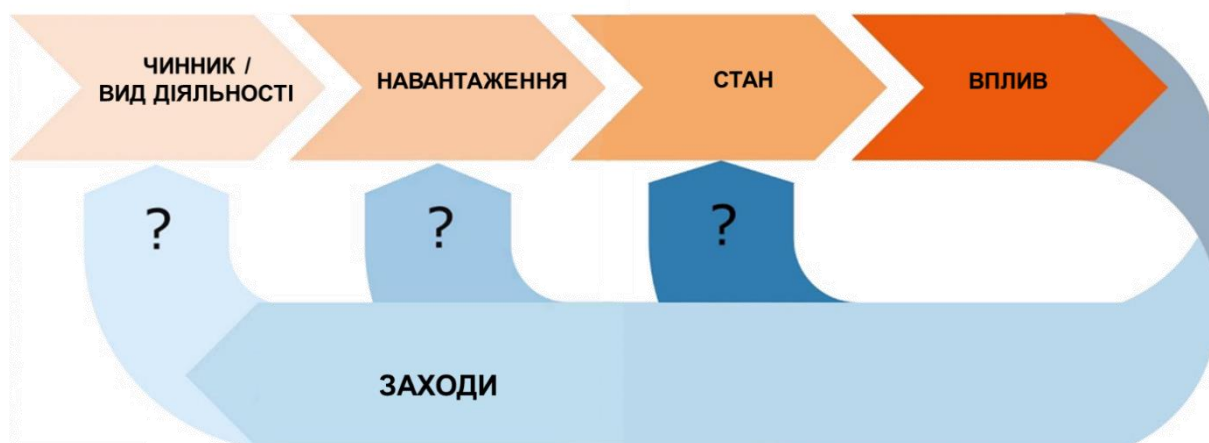 ЧИННИК /
ВИД ДІЯЛЬНОСТІ
НАВАНТАЖЕННЯ
СТАН
ВПЛИВ
?
?
?
ЗАХОДИ